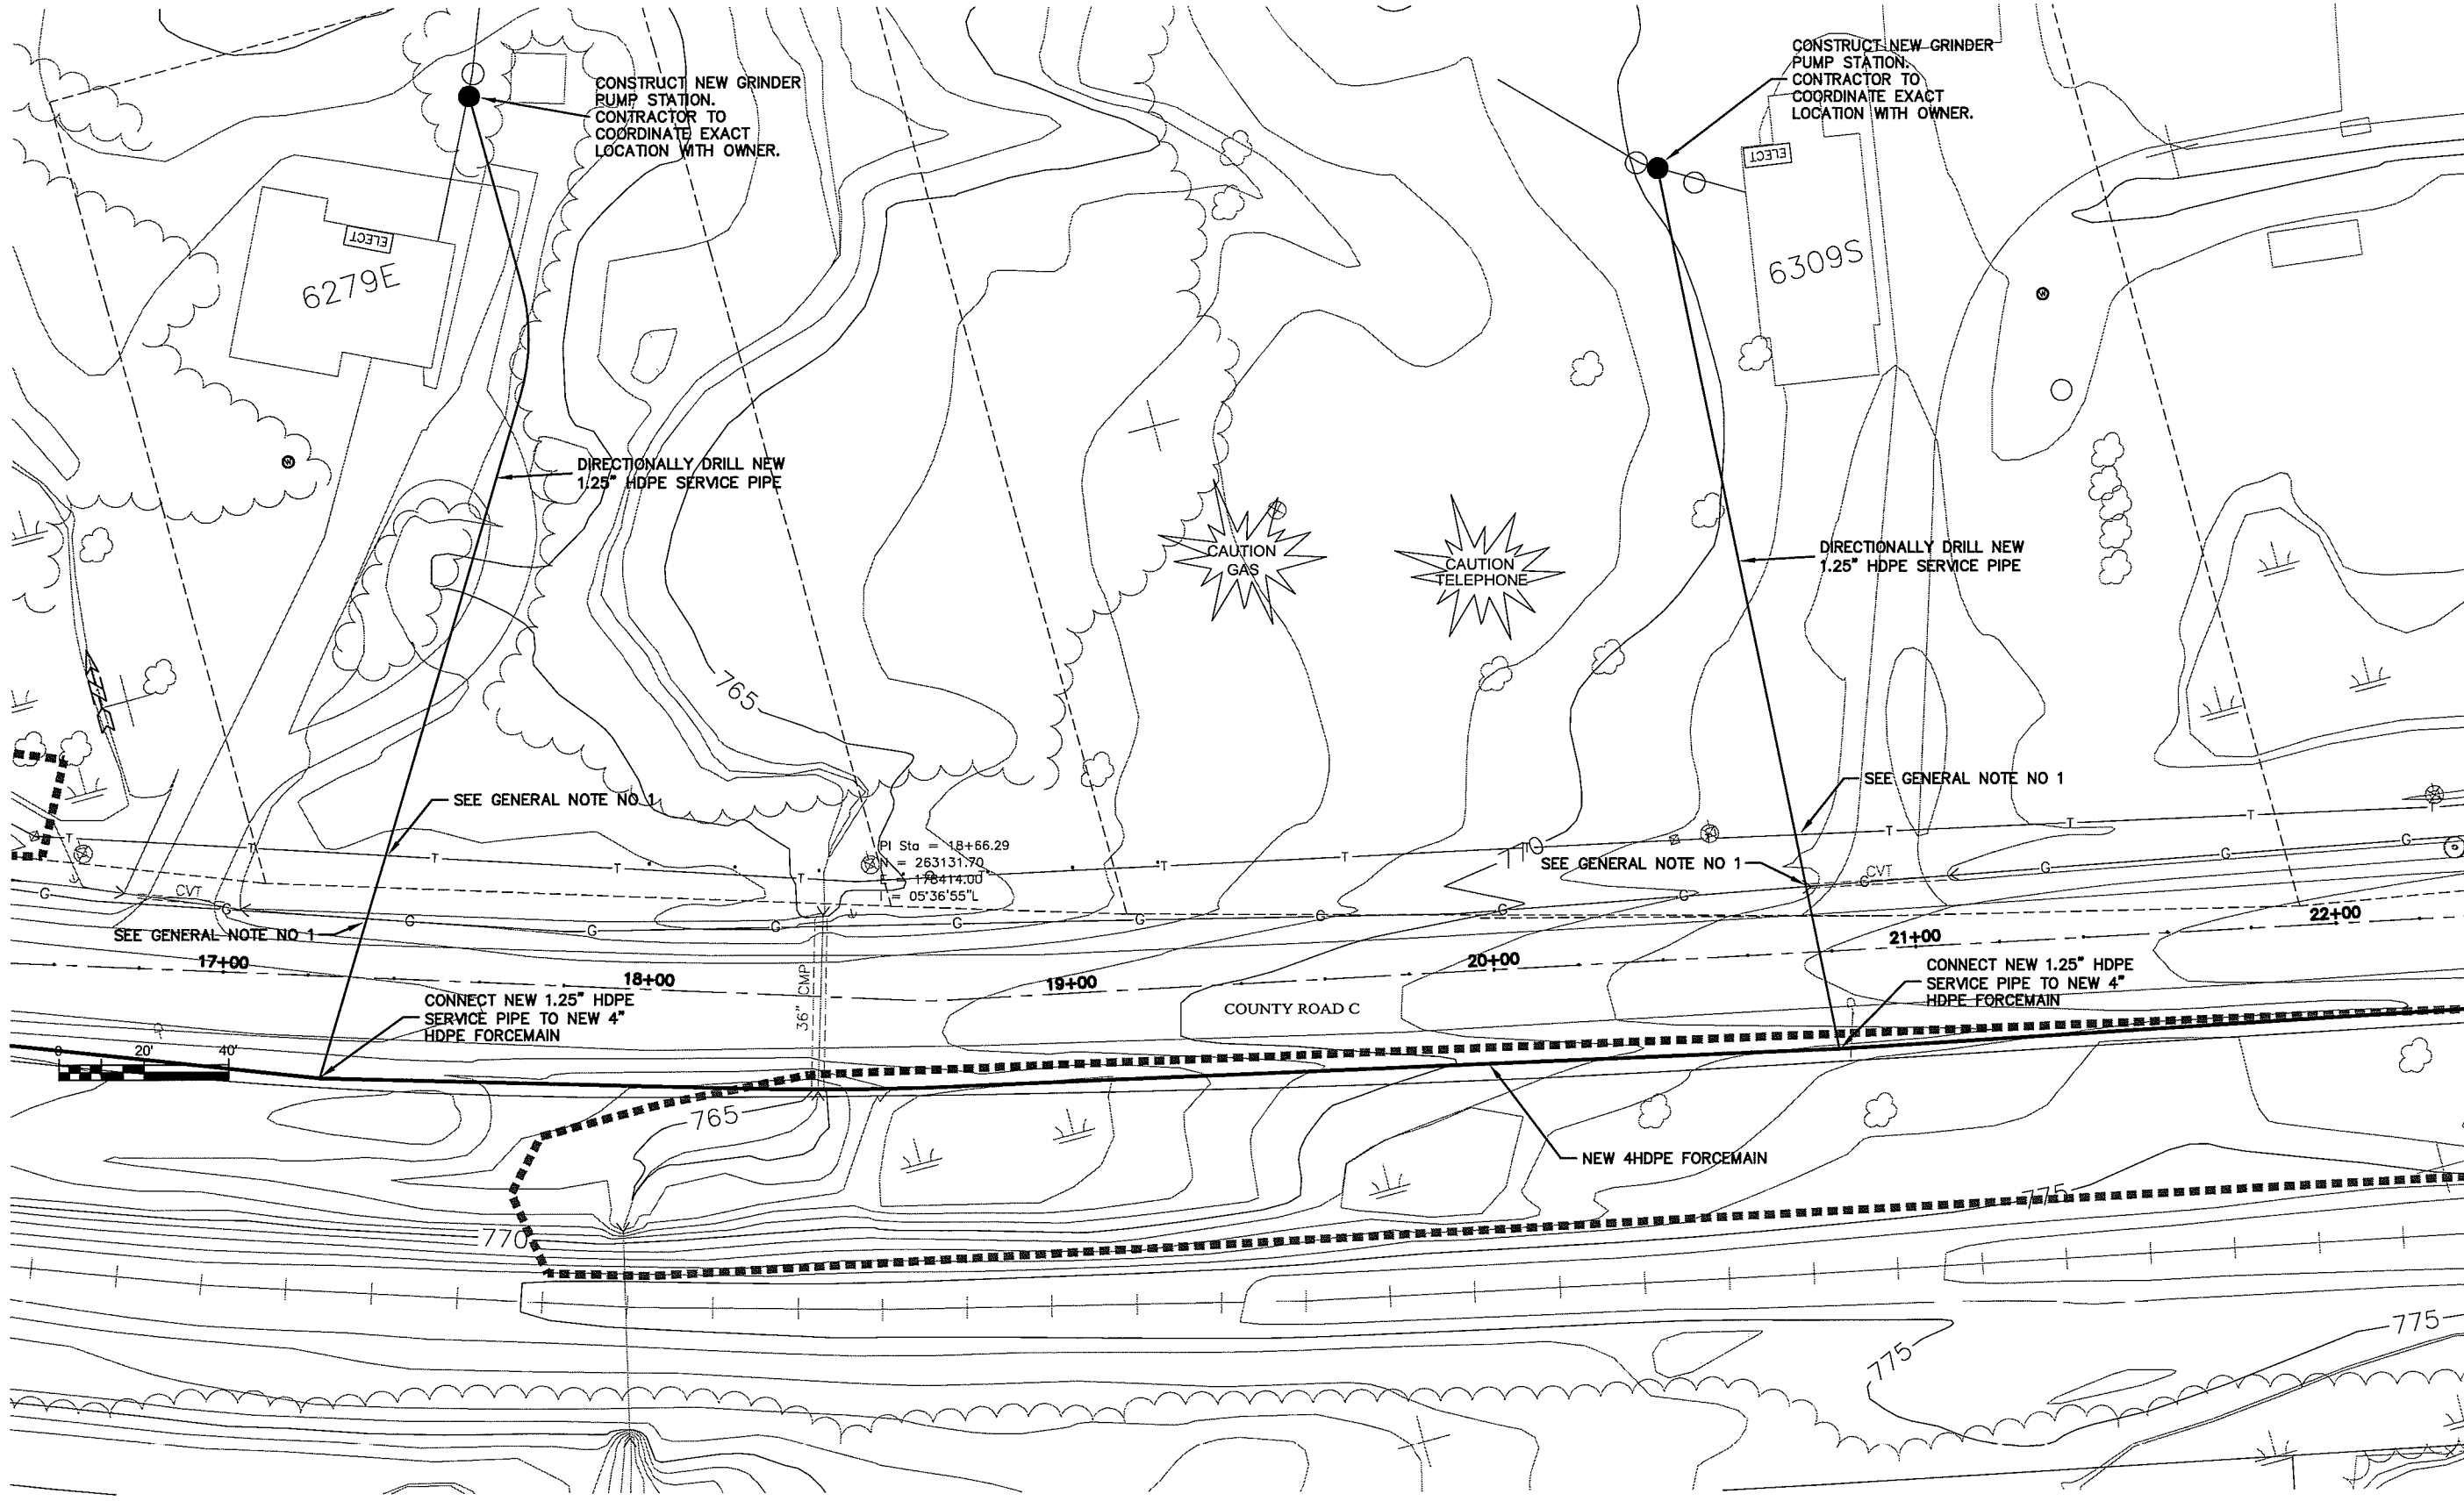 CONSTRUCT NEW GRINDER
PUMP STATION.
CONTRACTOR TO
COORDINATE EXACT
LOCATION WITH OWNER.
CONSTRUCT NEW GRINDER
PUMP STATION.
CONTRACTOR TO
COORDINATE EXACT
LOCATION WITH OWNER.
ELECT
6279E
ELECT
6309S
W
W
DIRECTIONALLY DRILL NEW
1.25" HDPE SERVICE PIPE
CAUTION
GAS
CAUTION
TELEPHONE
DIRECTIONALLY DRILL NEW
1.25" HDPE SERVICE PIPE
765
SEE GENERAL NOTE NO 1
SEE GENERAL NOTE NO 1
PI Sta = 18+66.29
N = 263131.70
E = 178414.00
I = 05°36'55"L
SEE GENERAL NOTE NO 1
T T T T T T T T T T
CVT
CVT
G G G G G G G G G G G G G G
SEE GENERAL NOTE NO 1
17+00
18+00
19+00
20+00
21+00
22+00
CONNECT NEW 1.25" HDPE
SERVICE PIPE TO NEW 4"
HDPE FORCEMAIN
36" CMP
COUNTY ROAD C
CONNECT NEW 1.25" HDPE
SERVICE PIPE TO NEW 4"
HDPE FORCEMAIN
0 20' 40'
765
NEW 4HDPE FORCEMAIN
770
775
775
775